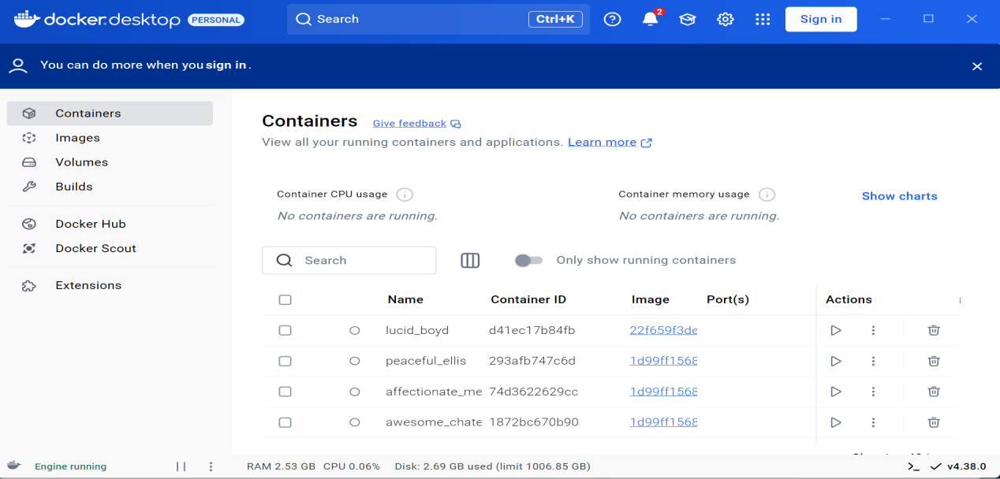 docker.desktop PERSONAL Search Ctrl+K 2 Sign in
You can do more when you sign in.
Containers
Images
Volumes
Builds
Docker Hub
Docker Scout
Extensions
Containers Give feedback
View all your running containers and applications. Learn more
Container CPU usage
No containers are running.
Container memory usage
No containers are running.
Show charts
Search Only show running containers
Name Container ID Image Port(s) Actions
lucid_boyd d41ec17b84fb 22f659f3de
peaceful_ellis 293afb747c6d 1d99ff1568
affectionate_me 74d3622629cc 1d99ff1568
awesome_chate 1872bc670b90 1d99ff1568
Engine running RAM 2.53 GB CPU 0.06% Disk: 2.69 GB used (limit 1006.85 GB) v4.38.0